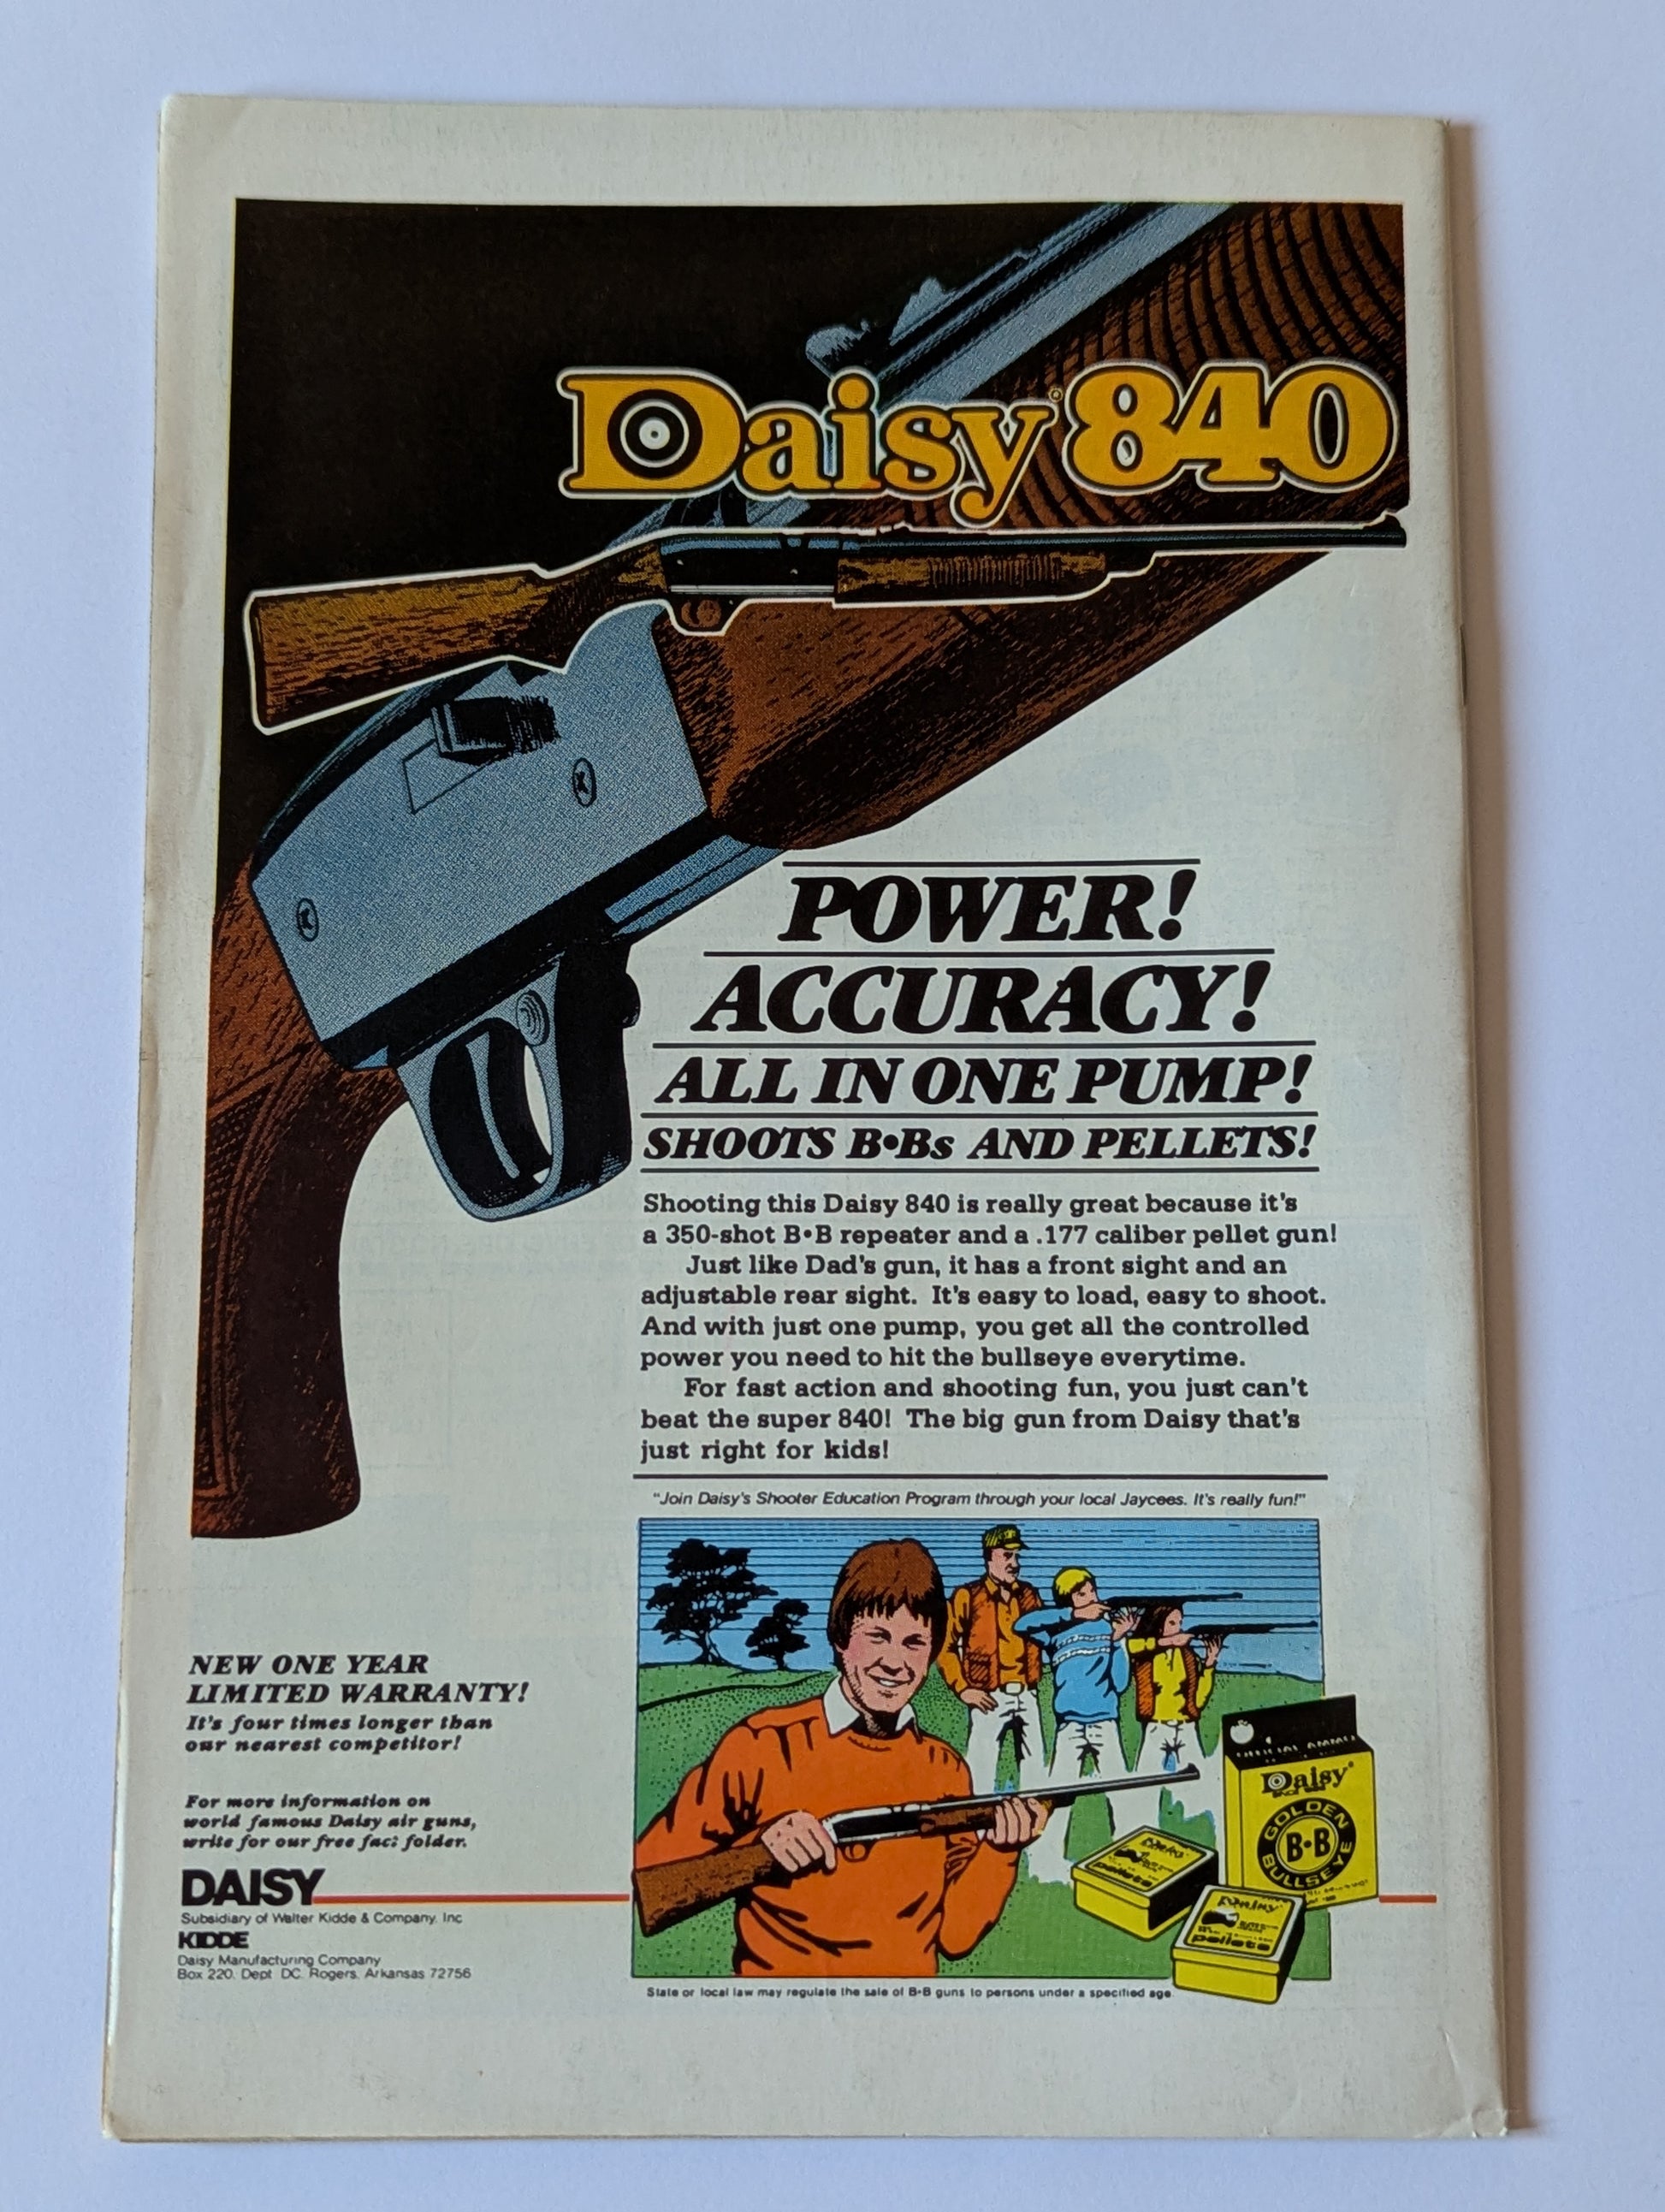 Daisy® 840
POWER!
ACCURACY!
ALL IN ONE PUMP!
SHOOTS B•Bs AND PELLETS!
Shooting this Daisy 840 is really great because it's
a 350-shot B•B repeater and a .177 caliber pellet gun!
Just like Dad's gun, it has a front sight and an
adjustable rear sight. It's easy to load, easy to shoot.
And with just one pump, you get all the controlled
power you need to hit the bullseye everytime.
For fast action and shooting fun, you just can't
beat the super 840! The big gun from Daisy that's
just right for kids!
"Join Daisy's Shooter Education Program through your local Jaycees. It's really fun!"
NEW ONE YEAR
LIMITED WARRANTY!
It's four times longer than
our nearest competitor!
For more information on
world famous Daisy air guns,
write for our free fact folder.
DAISY
Subsidiary of Walter Kidde & Company, Inc
KIDDE
Daisy Manufacturing Company
Box 220, Dept DC, Rogers, Arkansas 72756
OFFICIAL AMMO
Daisy®
GOLDEN
B•B
BULLSEYE
Daisy
pellets
Daisy
pellets
State or local law may regulate the sale of B•B guns to persons under a specified age.